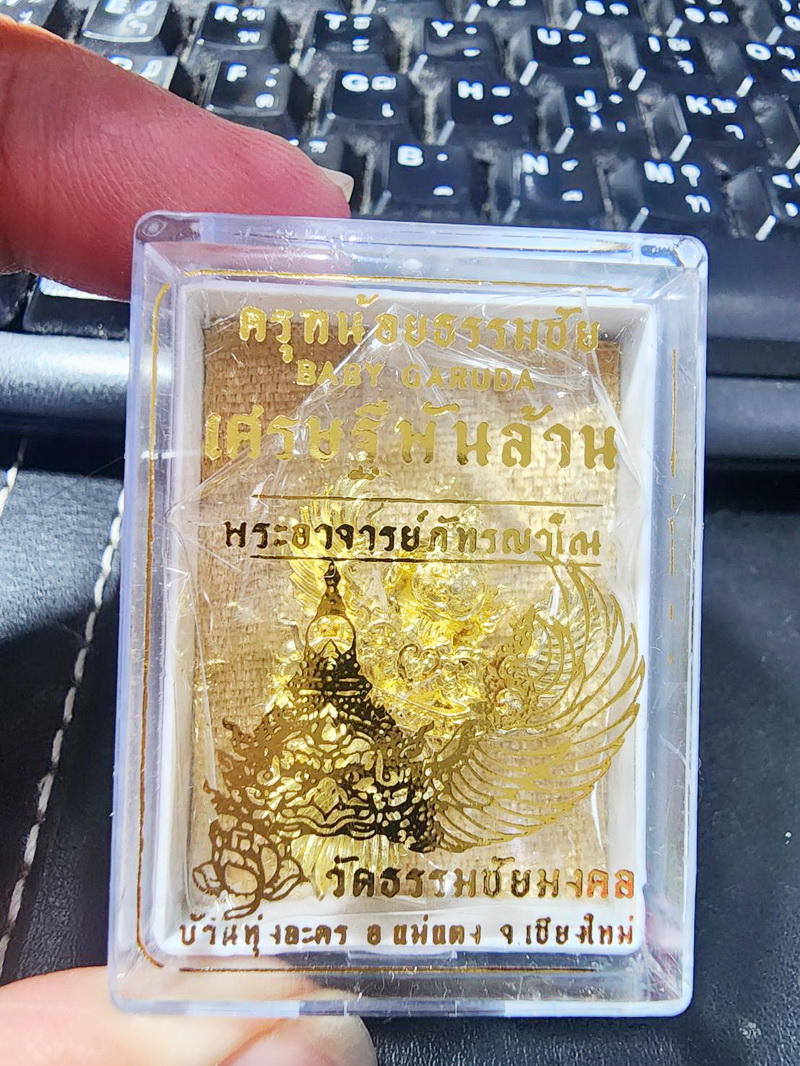 E
R
T
Y
U
F
G
H
J
K
B
N
M
ครุฑน้อยธรรมชัย
BABY GARUDA
เศรษฐีพันล้าน
พระอาจารย์ภัทรญาโณ
วัดธรรมชัยมงคล
บ้านทุ่งละคร อ.แม่แตง จ.เชียงใหม่